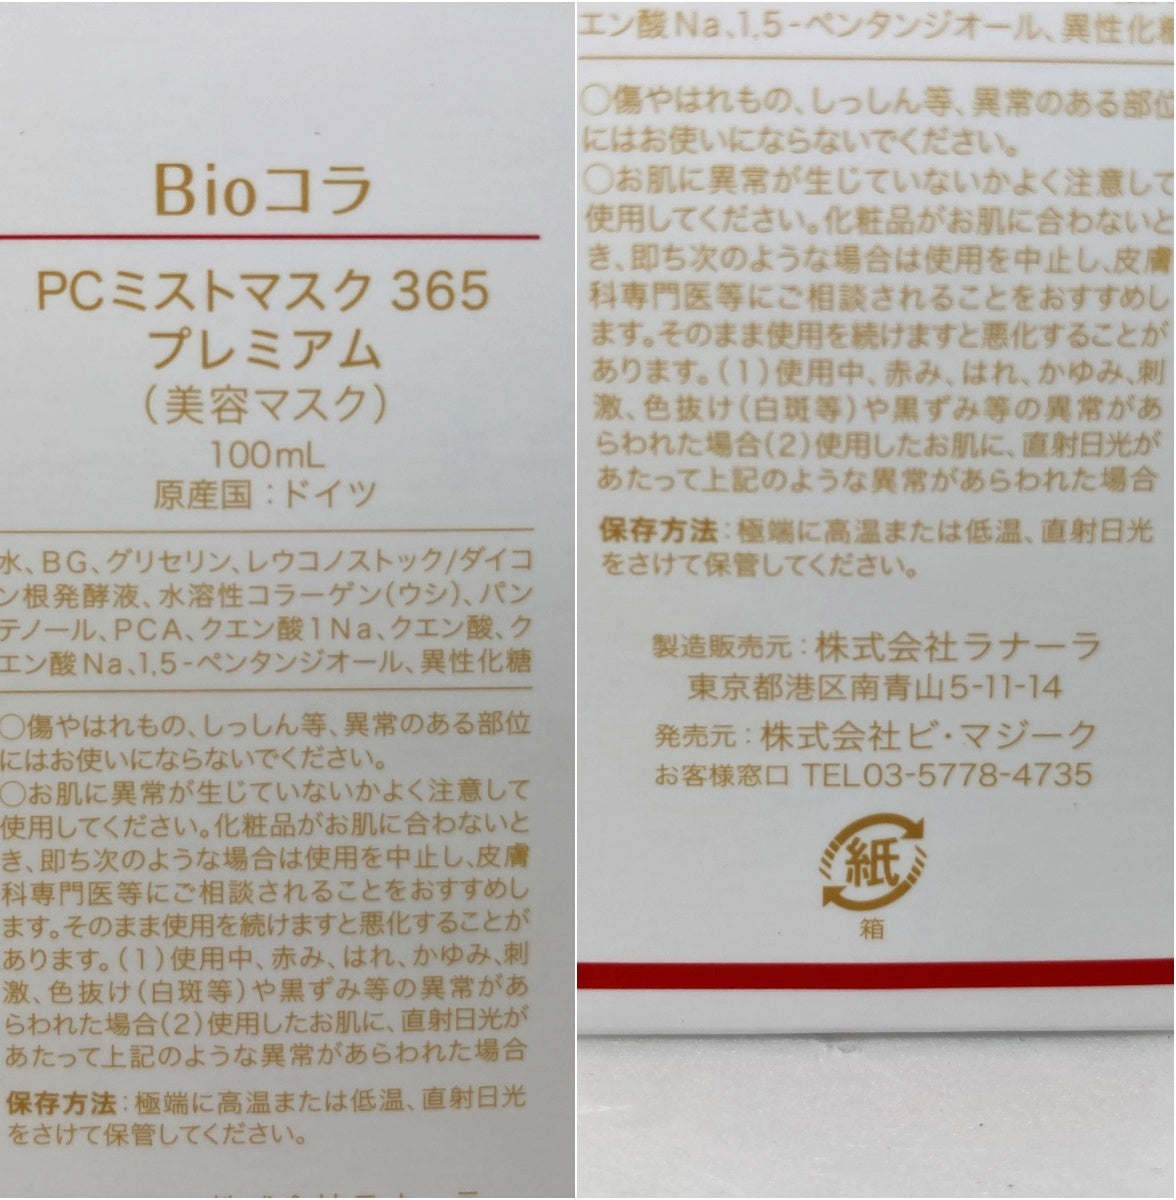 Bioコラ
PCミストマスク 365
プレミアム
(美容マスク)
100mL
原産国:ドイツ
水、BG、グリセリン、レウコノストック/ダイコ
ン根発酵液、水溶性コラーゲン(ウシ)、パン
テノール、PCA、クエン酸1Na、クエン酸、ク
エン酸Na、1,5-ペンタンジオール、異性化糖
○傷やはれもの、しっしん等、異常のある部位
にはお使いにならないでください。
○お肌に異常が生じていないかよく注意して
使用してください。化粧品がお肌に合わないと
き、即ち次のような場合は使用を中止し、皮膚
科専門医等にご相談されることをおすすめし
ます。そのまま使用を続けますと悪化することが
あります。(1)使用中、赤み、はれ、かゆみ、刺
激、色抜け(白斑等)や黒ずみ等の異常があ
らわれた場合(2)使用したお肌に、直射日光が
あたって上記のような異常があらわれた場合
保存方法:極端に高温または低温、直射日光
をさけて保管してください。
エン酸Na、1,5-ペンタンジオール、異性化糖
○傷やはれもの、しっしん等、異常のある部位
にはお使いにならないでください。
○お肌に異常が生じていないかよく注意して
使用してください。化粧品がお肌に合わないと
き、即ち次のような場合は使用を中止し、皮膚
科専門医等にご相談されることをおすすめし
ます。そのまま使用を続けますと悪化することが
あります。(1)使用中、赤み、はれ、かゆみ、刺
激、色抜け(白斑等)や黒ずみ等の異常があ
らわれた場合(2)使用したお肌に、直射日光が
あたって上記のような異常があらわれた場合
保存方法:極端に高温または低温、直射日光
をさけて保管してください。
製造販売元:株式会社ラナーラ
東京都港区南青山5-11-14
発売元:株式会社ビ・マジーク
お客様窓口 TEL03-5778-4735
紙
箱